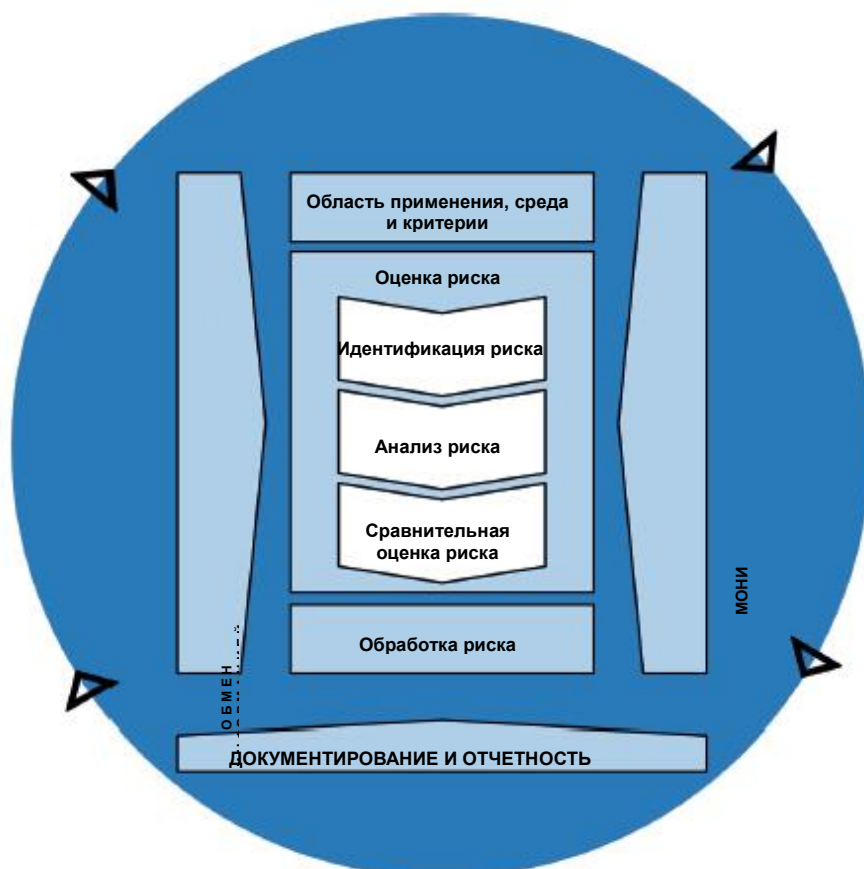 Область применения, среда
и критерии
Оценка риска
Идентификация риска
Анализ риска
Сравнительная
оценка риска
МОНИ
Обработка риска
ОБМЕН
ДОКУМЕНТИРОВАНИЕ И ОТЧЕТНОСТЬ